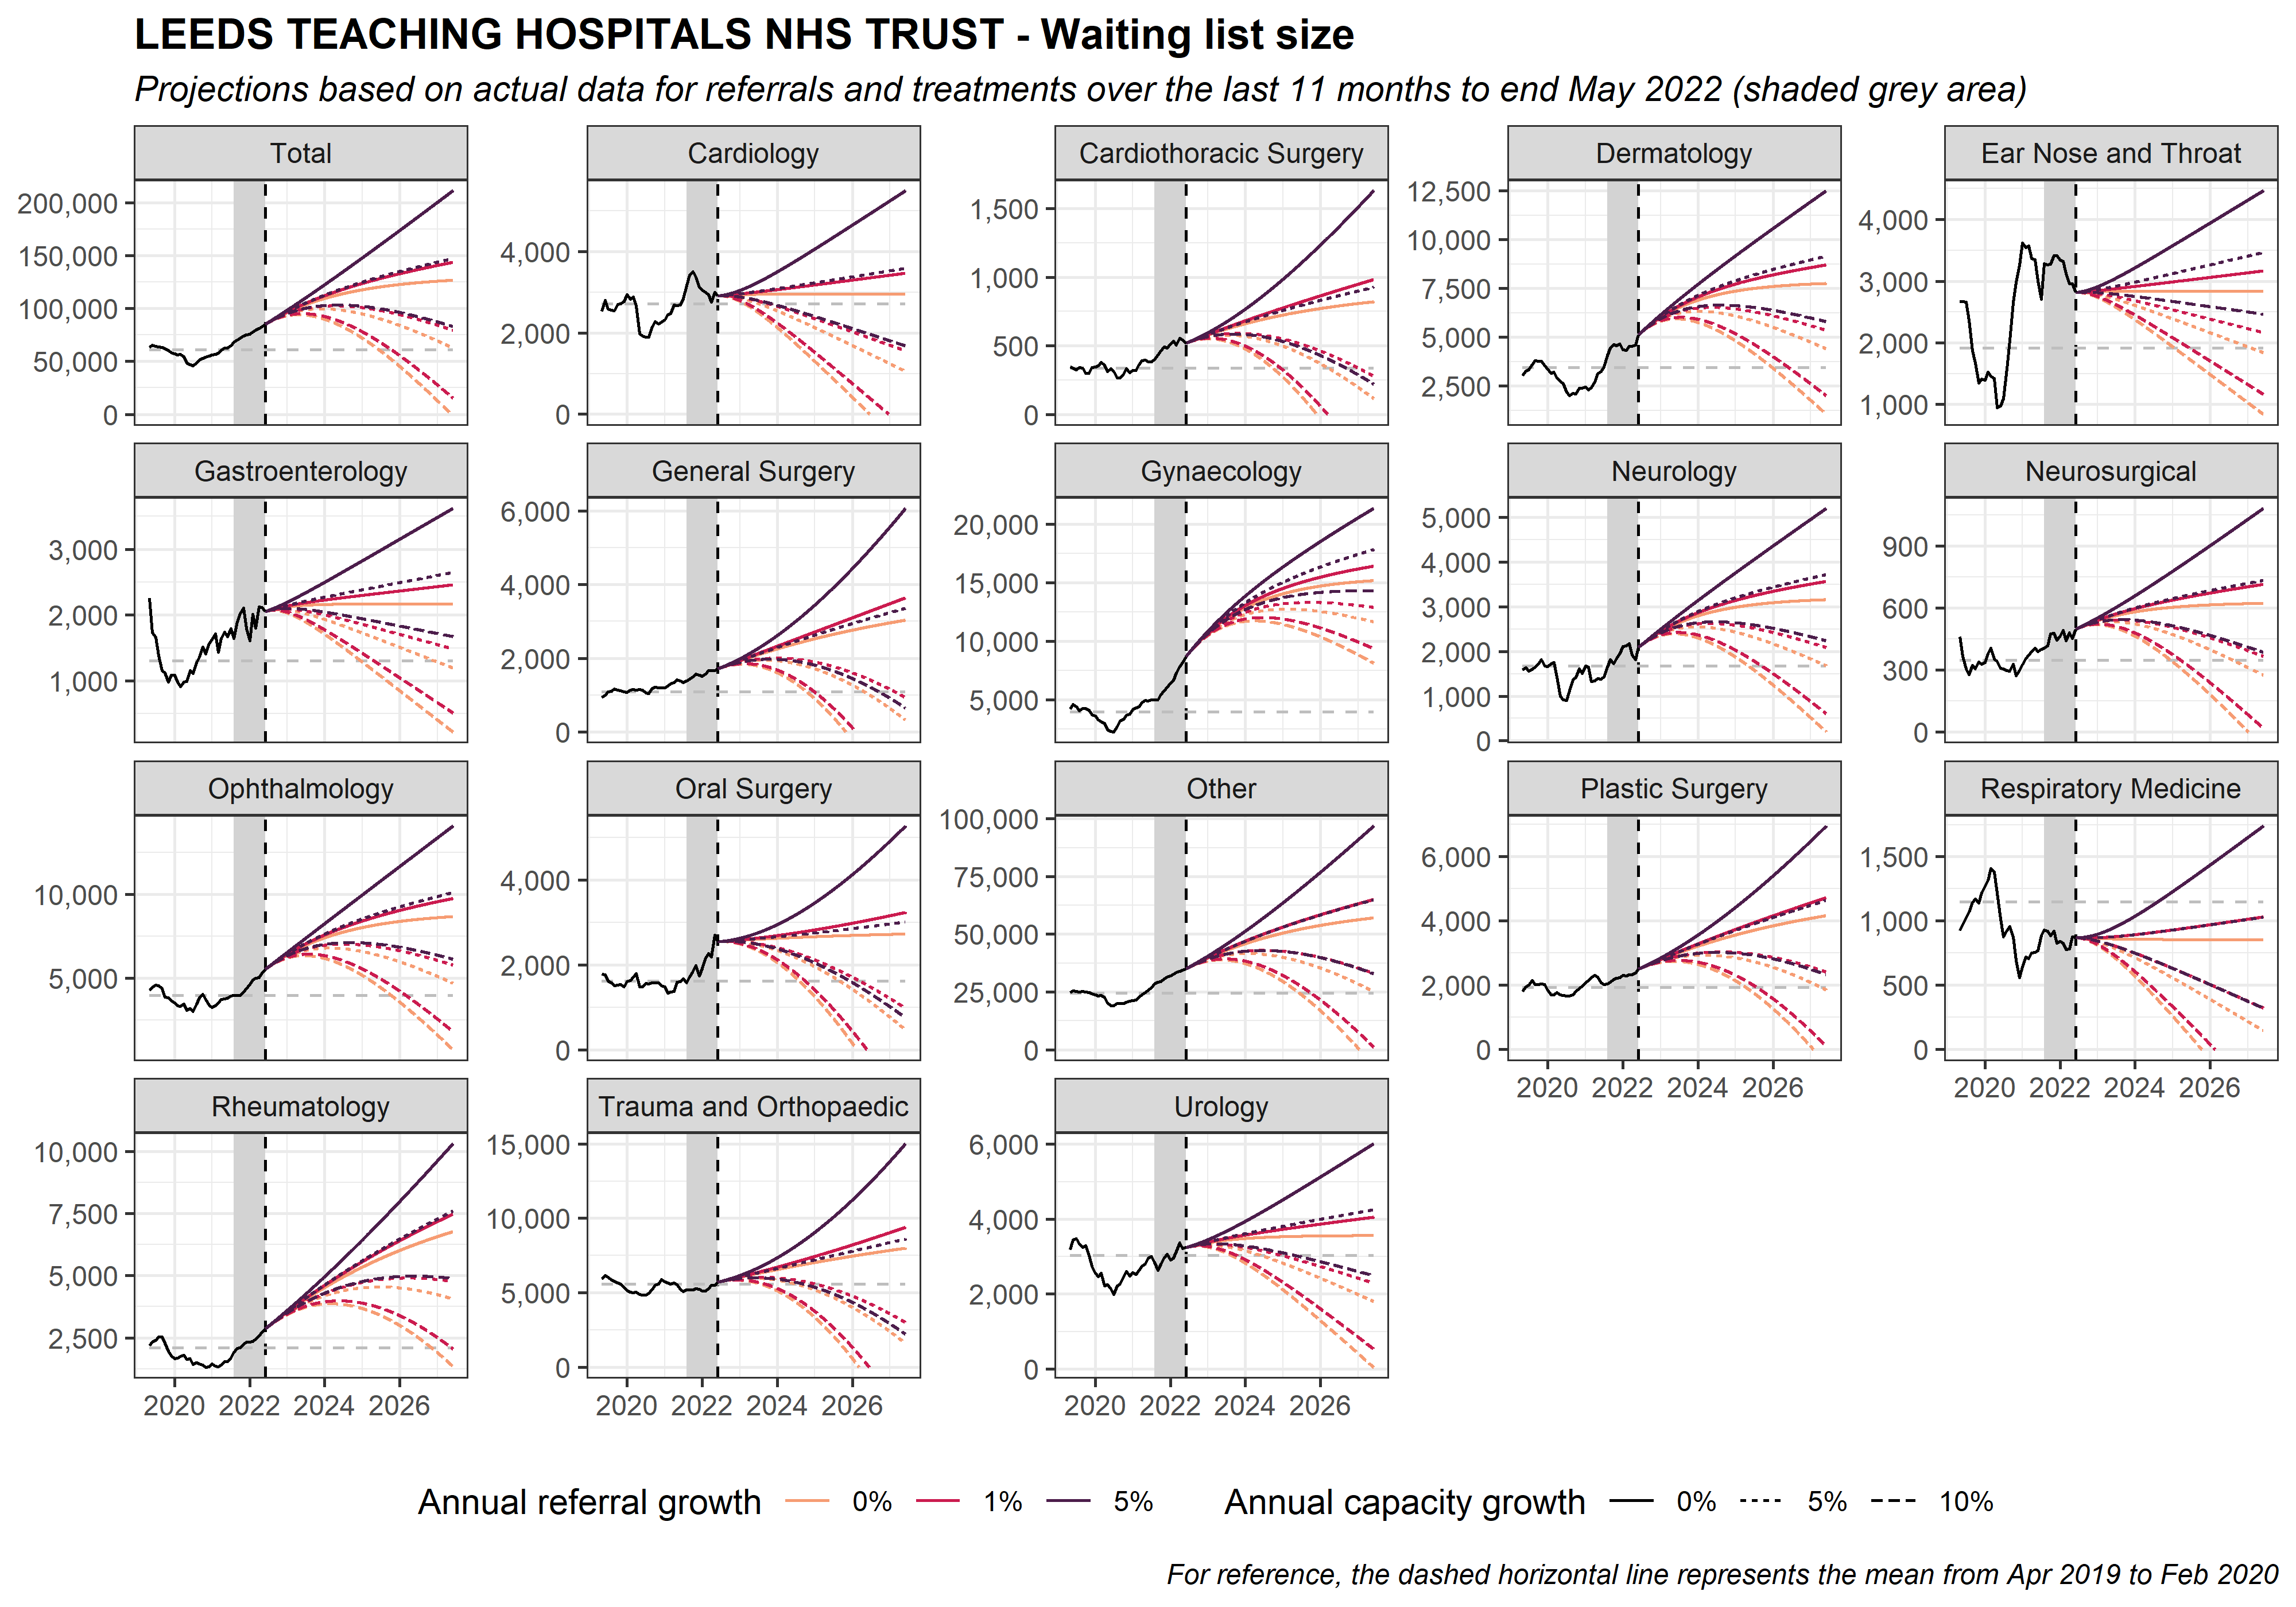 LEEDS TEACHING HOSPITALS NHS TRUST - Waiting list size
Projections based on actual data for referrals and treatments over the last 11 months to end May 2022 (shaded grey area)
Total
Cardiology
Cardiothoracic Surgery
Dermatology
Ear Nose and Throat
200,000
150,000
100,000
50,000
0
4,000
2,000
0
1,500
1,000
500
0
12,500
10,000
7,500
5,000
2,500
4,000
3,000
2,000
1,000
Gastroenterology
General Surgery
Gynaecology
Neurology
Neurosurgical
3,000
2,000
1,000
6,000
4,000
2,000
0
20,000
15,000
10,000
5,000
5,000
4,000
3,000
2,000
1,000
0
900
600
300
0
Ophthalmology
Oral Surgery
Other
Plastic Surgery
Respiratory Medicine
10,000
5,000
4,000
2,000
0
100,000
75,000
50,000
25,000
0
6,000
4,000
2,000
0
1,500
1,000
500
0
2020 2022 2024 2026
2020 2022 2024 2026
Rheumatology
Trauma and Orthopaedic
Urology
10,000
7,500
5,000
2,500
15,000
10,000
5,000
0
6,000
4,000
2,000
0
2020 2022 2024 2026
2020 2022 2024 2026
2020 2022 2024 2026
Annual referral growth 0% 1% 5% Annual capacity growth 0% 5% 10%
For reference, the dashed horizontal line represents the mean from Apr 2019 to Feb 2020